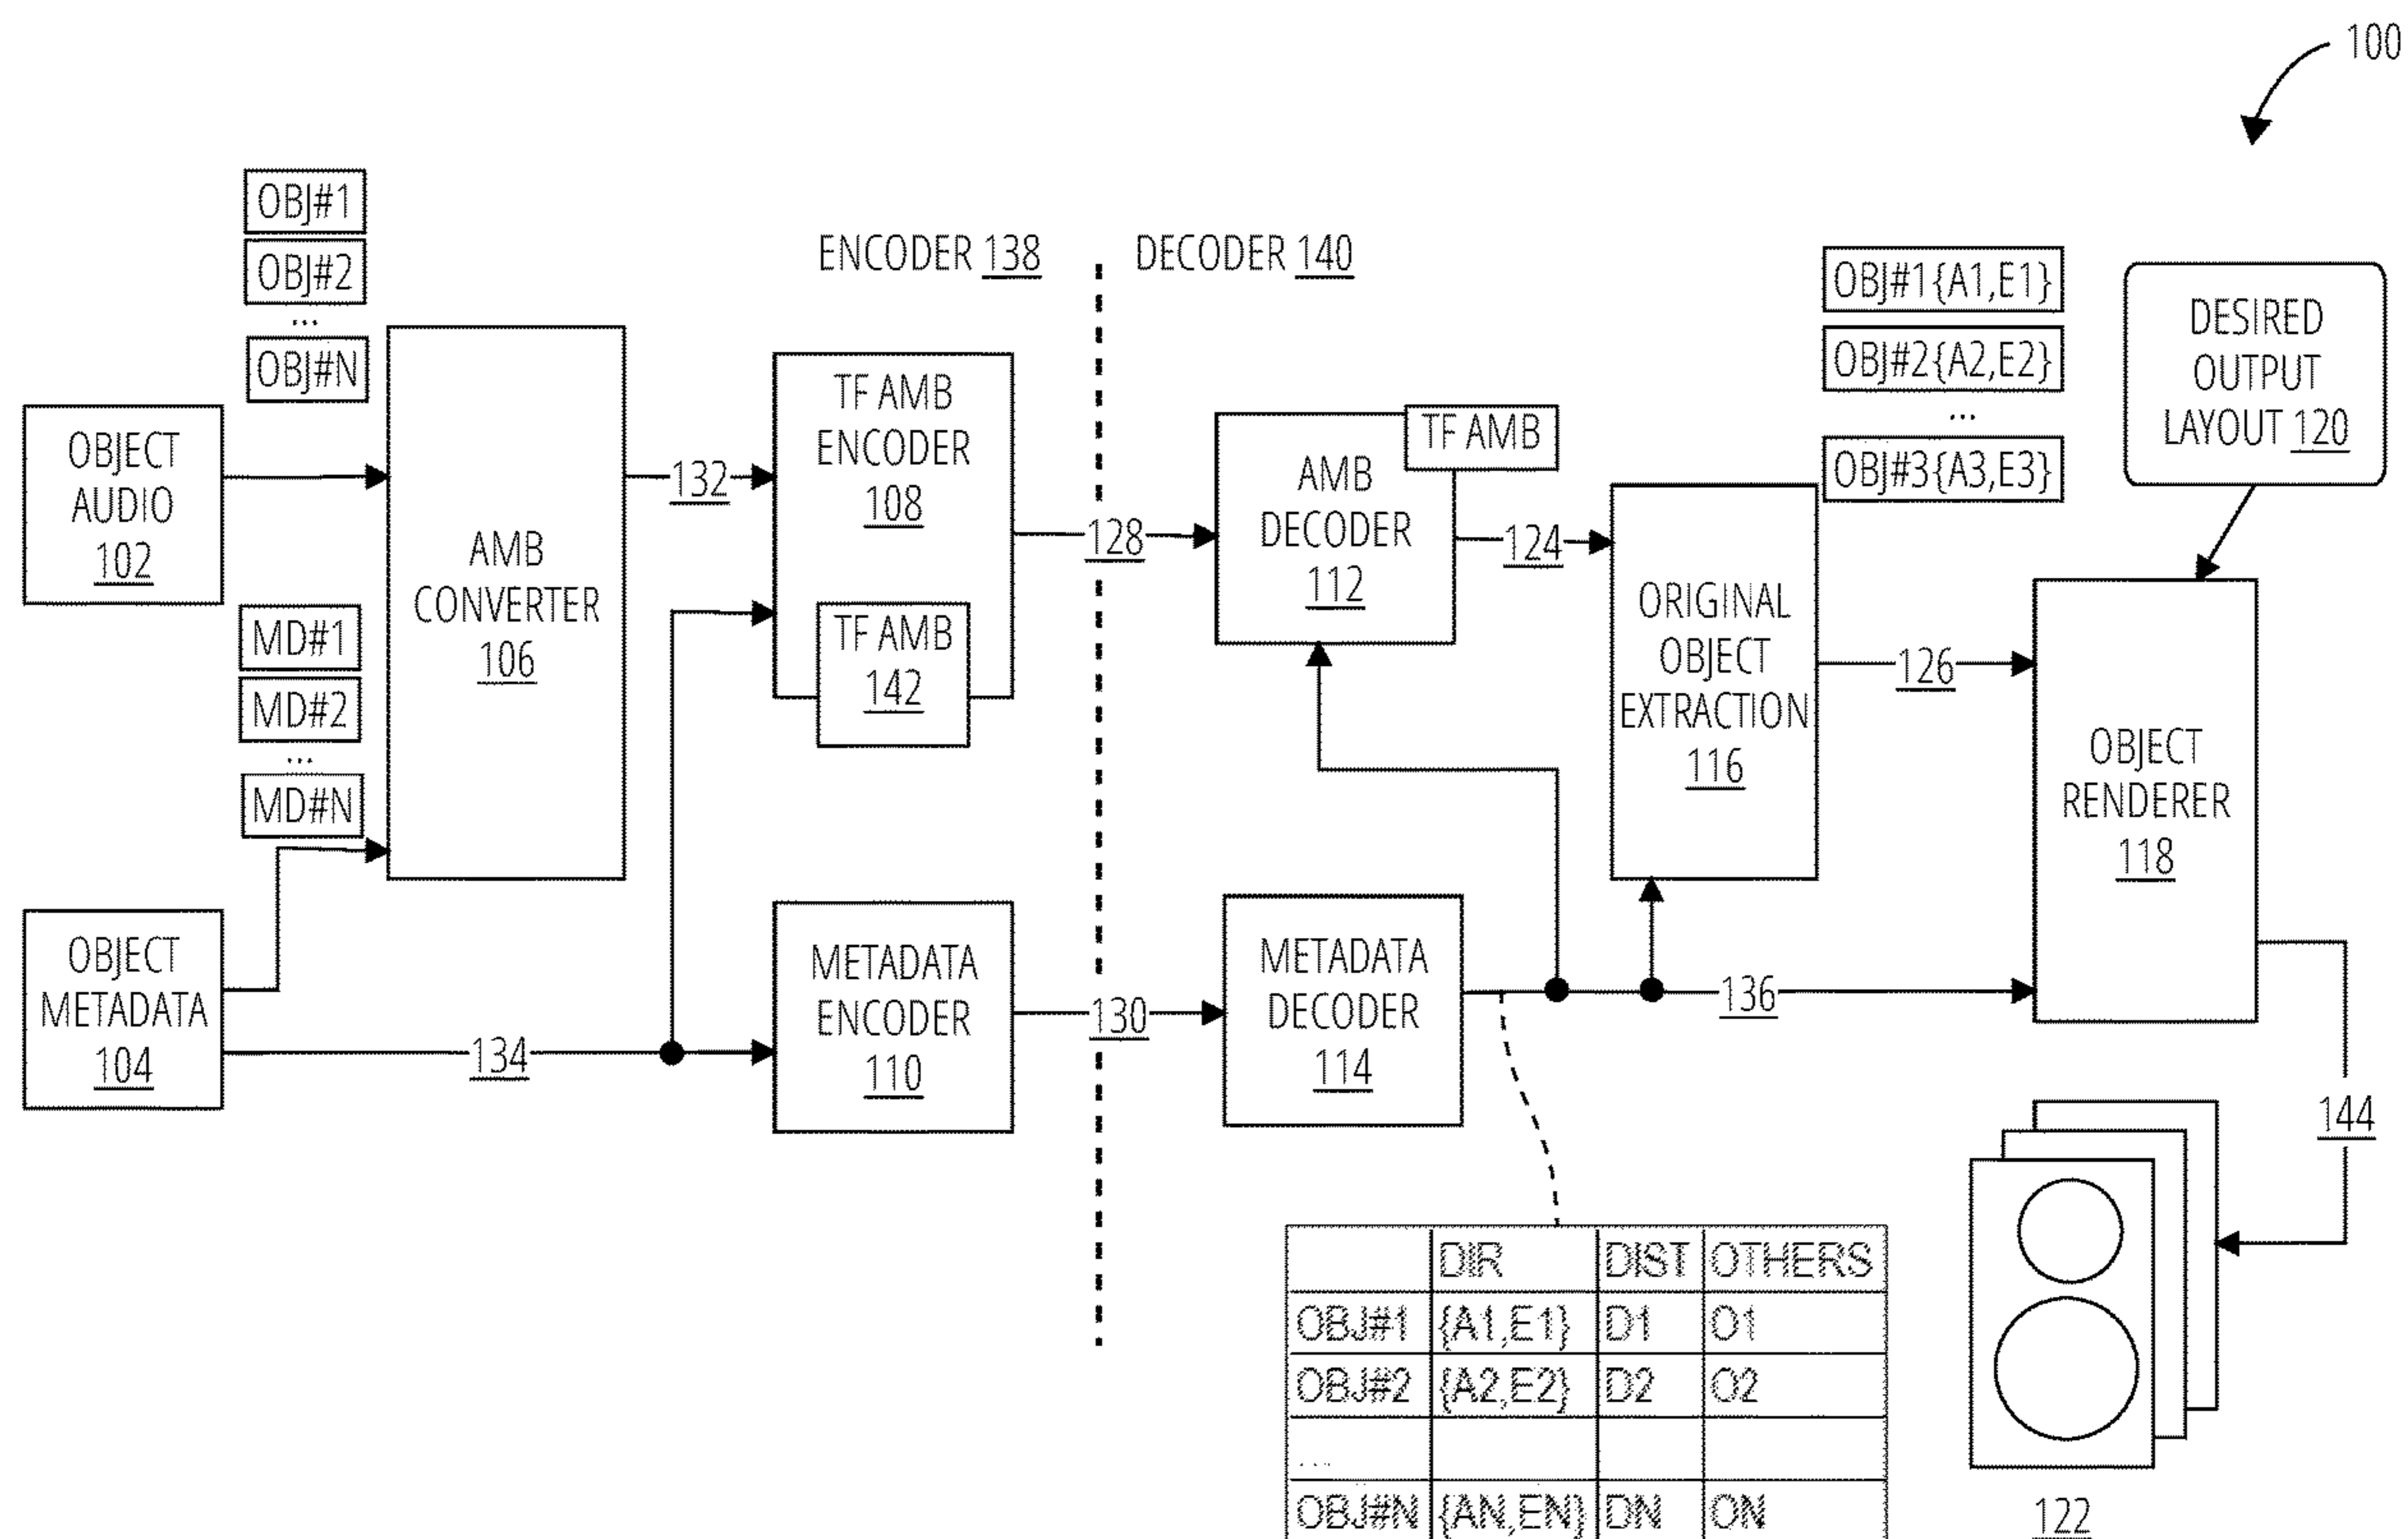 100
OBJ#1
OBJ#2
...
OBJ#N
ENCODER 138
DECODER 140
OBJ#1{A1,E1}
OBJ#2{A2,E2}
...
OBJ#3{A3,E3}
DESIRED
OUTPUT
LAYOUT 120
OBJECT
AUDIO
102
MD#1
MD#2
...
MD#N
AMB
CONVERTER
106
132
TF AMB
ENCODER
108
TF AMB
142
128
TF AMB
AMB
DECODER
112
124
ORIGINAL
OBJECT
EXTRACTION
116
126
OBJECT
RENDERER
118
OBJECT
METADATA
104
134
METADATA
ENCODER
110
130
METADATA
DECODER
114
136
144
DIR DIST OTHERS
OBJ#1 {A1,E1} D1 O1
OBJ#2 {A2,E2} D2 O2
...
OBJ#N {AN,EN} DN ON
122